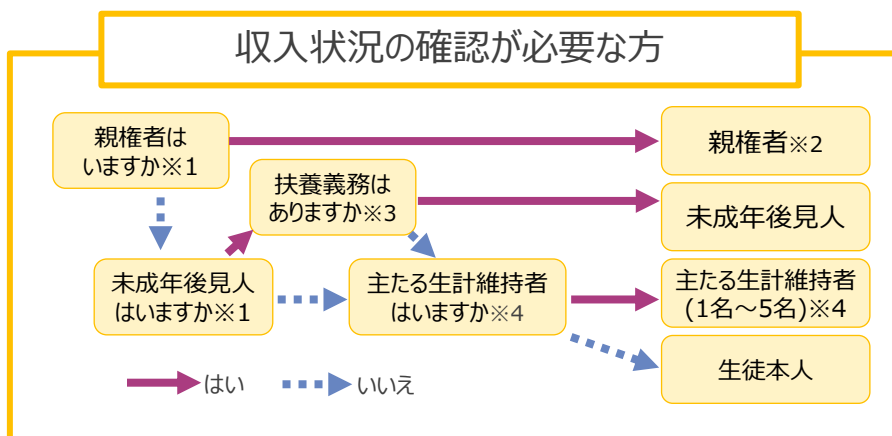 収入状況の確認が必要な方
親権者は
いますか※1
親権者※2
扶養義務は
ありますか※3
未成年後見人
未成年後見人
はいますか※1
主たる生計維持者
はいますか※4
主たる生計維持者
(1名～5名)※4
生徒本人
はい
いいえ